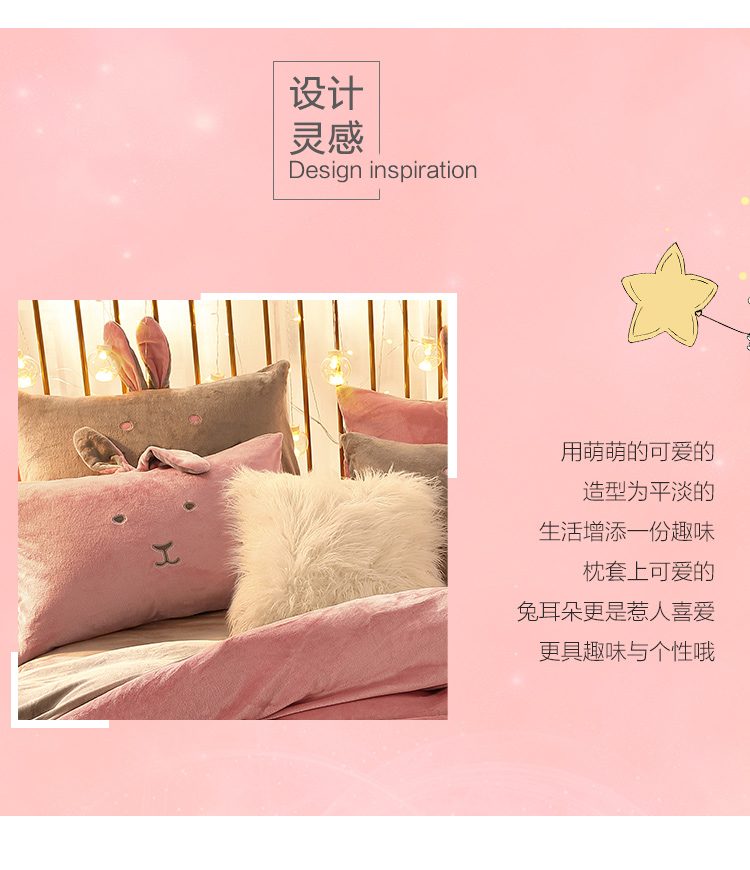 设计
灵感
Design inspiration
用萌萌的可爱的
造型为平淡的
生活增添一份趣味
枕套上可爱的
兔耳朵更是惹人喜爱
更具趣味与个性哦